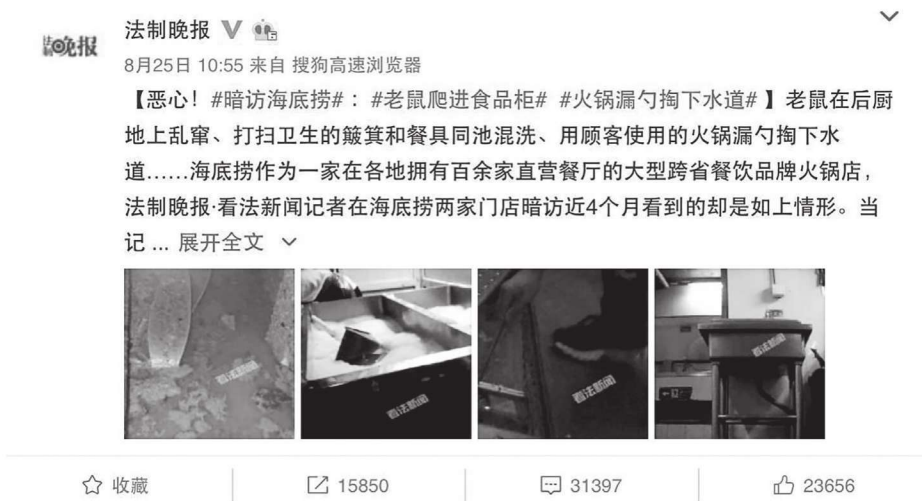 法制晚报
法制晚报
8月25日 10:55 来自 搜狗高速浏览器
【恶心！#暗访海底捞#：#老鼠爬进食品柜# #火锅漏勺掏下水道#】老鼠在后厨
地上乱窜、打扫卫生的簸箕和餐具同池混洗、用顾客使用的火锅漏勺掏下水
道……海底捞作为一家在各地拥有百余家直营餐厅的大型跨省餐饮品牌火锅店，
法制晚报·看法新闻记者在海底捞两家门店暗访近4个月看到的却是如上情形。当
记 ... 展开全文
看法新闻
看法新闻
看法新闻
看法新闻
收藏 15850 31397 23656